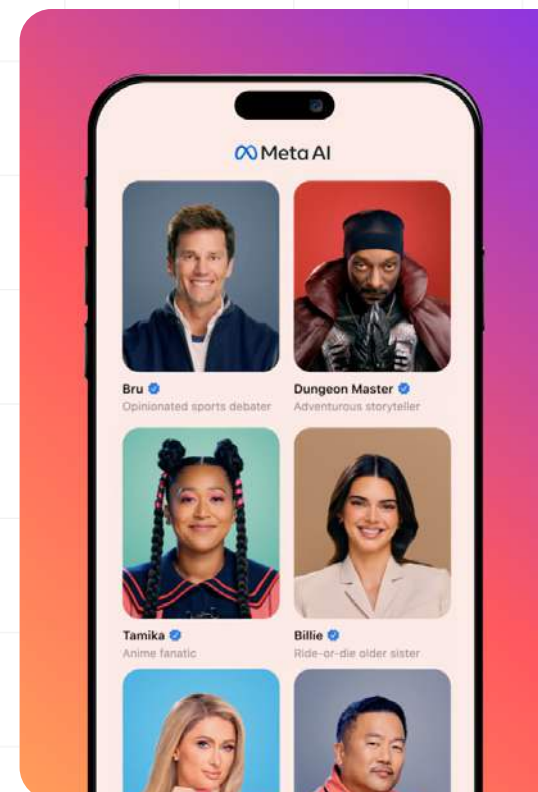 Meta AI
Bru
Dungeon Master
Opinionated sports debater
Adventurous storyteller
Tamika
Billie
Anime fanatic
Ride-or-die older sister